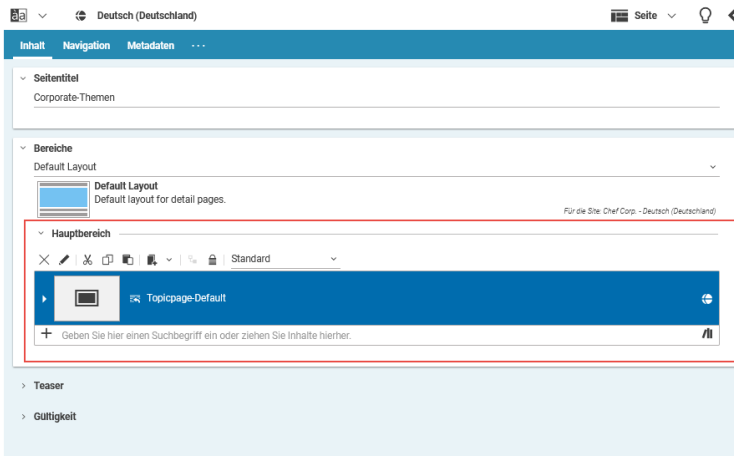 Deutsch (Deutschland)
Seite
Inhalt Navigation Metadaten ...
Seitentitel
Corporate-Themen
Bereiche
Default Layout
Default Layout
Default layout for detail pages.
Für die Site: Chef Corp. - Deutsch (Deutschland)
Hauptbereich
Standard
Topicpage-Default
Geben Sie hier einen Suchbegriff ein oder ziehen Sie Inhalte hierher.
Teaser
Gültigkeit